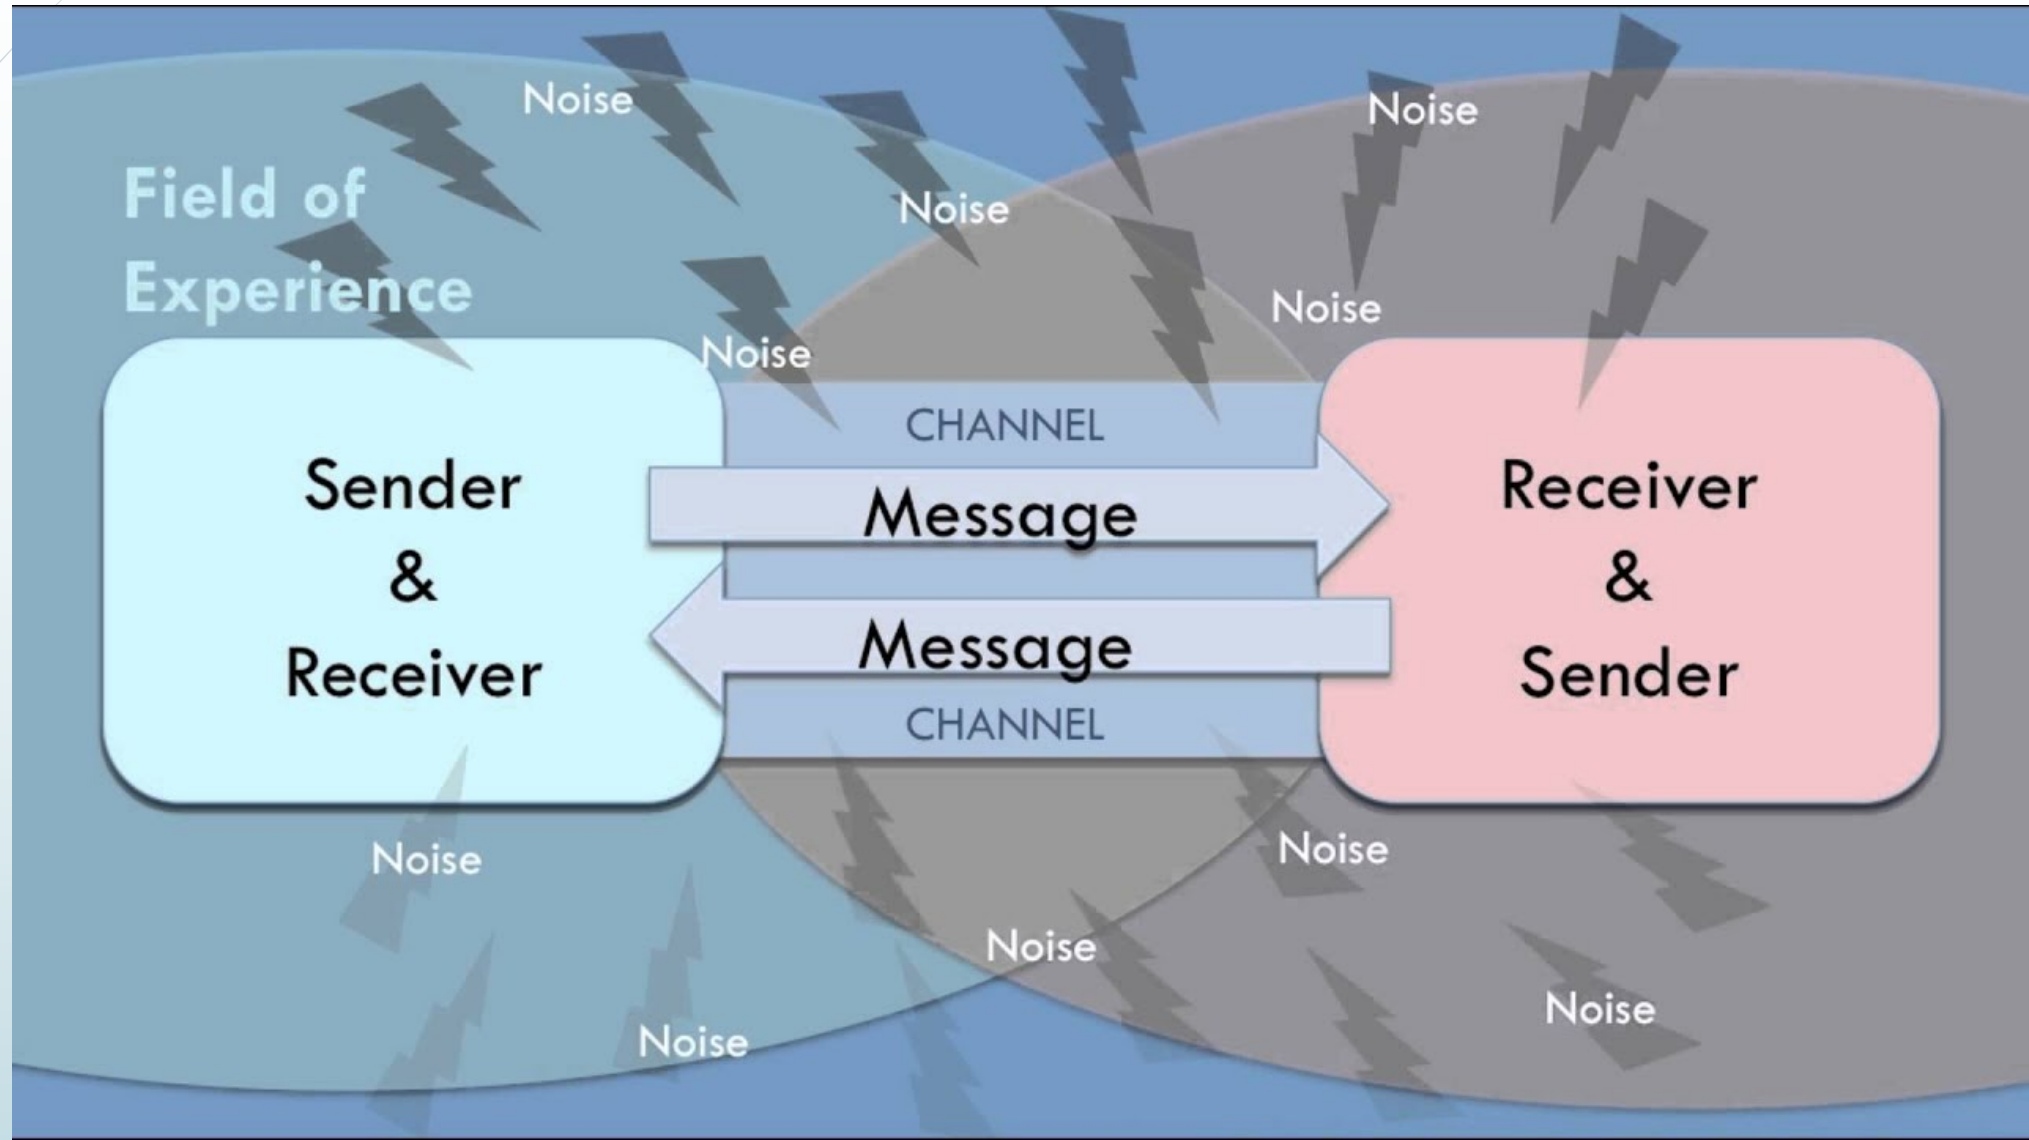 Noise
Noise
Field of
Experience
Noise
Noise
Noise
CHANNEL
Sender
&
Receiver
Message
Message
Receiver
&
Sender
CHANNEL
Noise
Noise
Noise
Noise
Noise